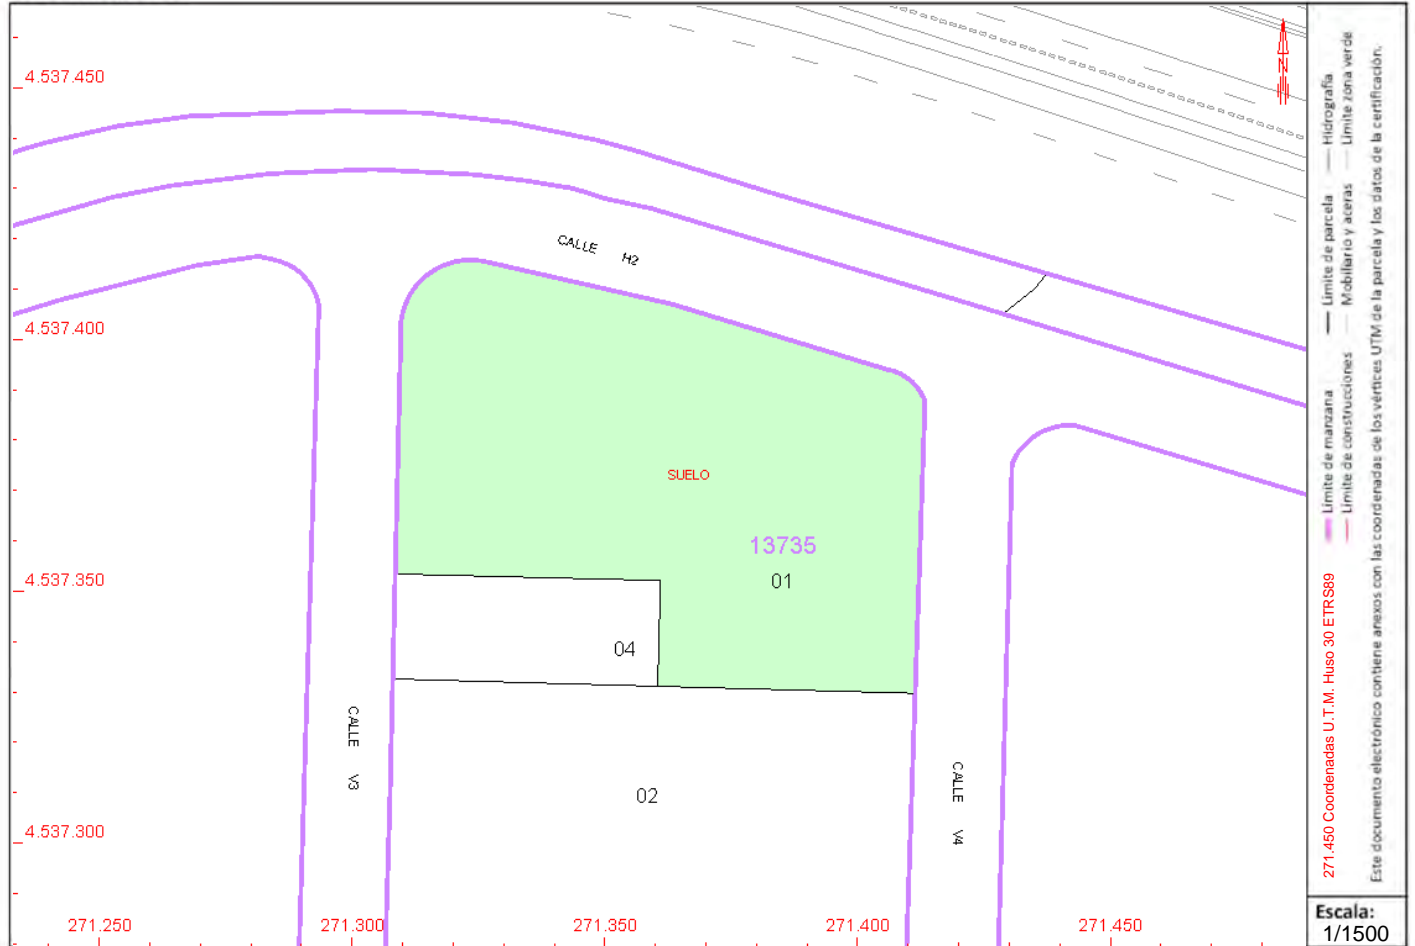 4.537.450
4.537.400
4.537.350
4.537.300
271.250
271.300
271.350
271.400
271.450
CALLE H2
SUELO
13735
01
04
02
CALLE V3
CALLE V4
N
271.450 Coordenadas U.T.M. Huso 30 ETRS89
Límite de manzana
Límite de parcela
Hidrografía
Límite de construcciones
Mobiliario y aceras
Límite zona verde
Este documento electrónico contiene anexos con las coordenadas de los vértices UTM de la parcela y los datos de la certificación.
Escala:
1/1500